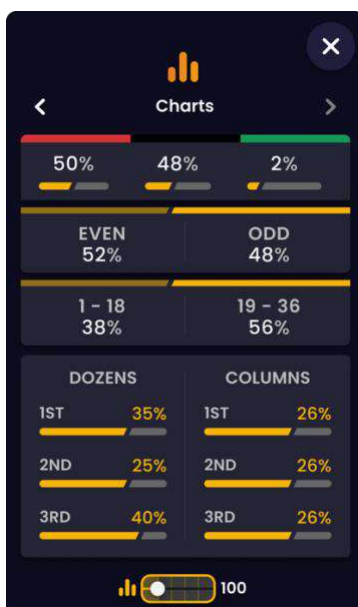 Charts
50% 48% 2%
EVEN ODD
52% 48%
1 - 18 19 - 36
38% 56%
DOZENS COLUMNS
1ST 35% 1ST 26%
2ND 25% 2ND 26%
3RD 40% 3RD 26%
100